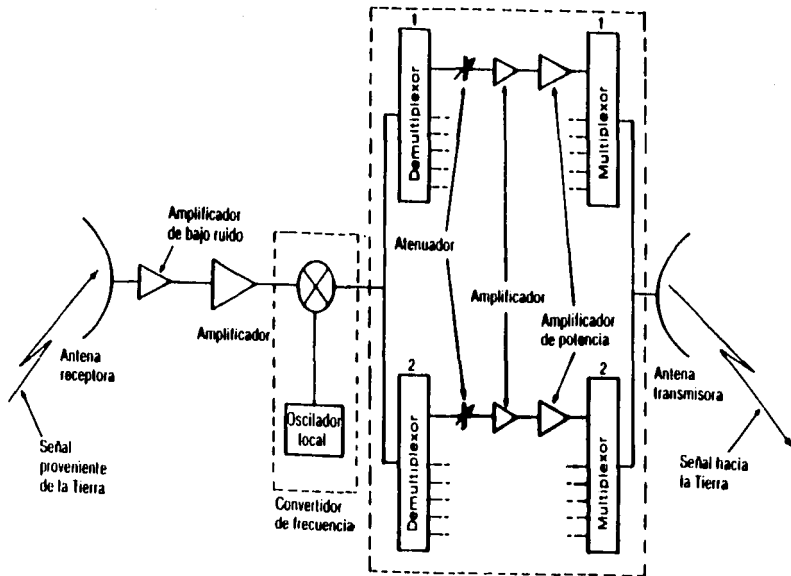 1
1
Demultiplexor
Multiplexor
Amplificador
de bajo ruido
Atenuador
Amplificador
Amplificador
Amplificador
de potencia
Antena
receptora
Antena
transmisora
2
2
Oscilador
local
Demultiplexor
Multiplexor
Señal
proveniente
de la Tierra
Señal hacia
la Tierra
Convertidor
de frecuencia